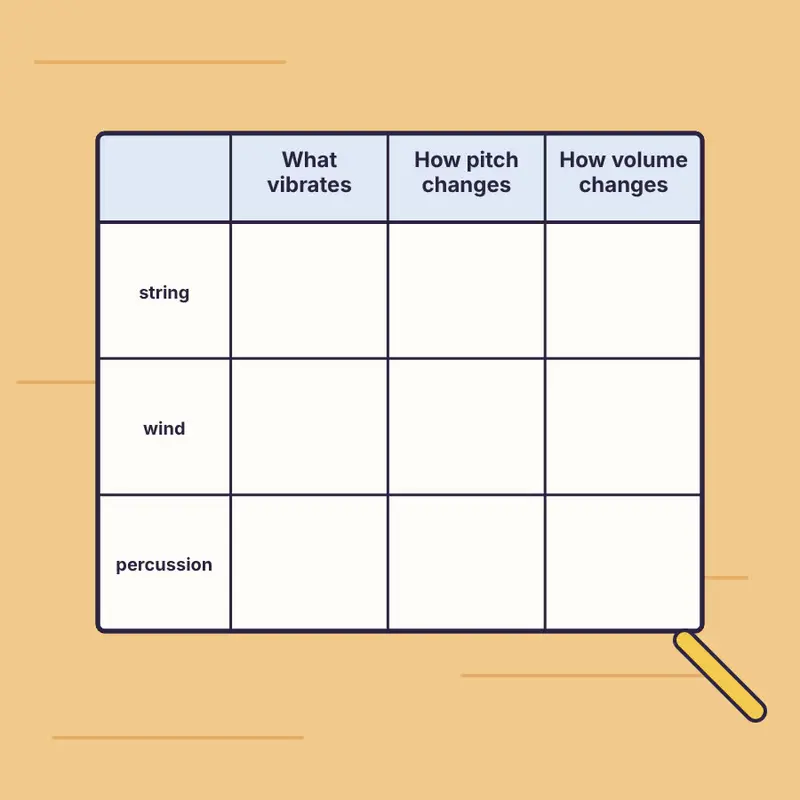 What
vibrates
How pitch
changes
How volume
changes
string
wind
percussion